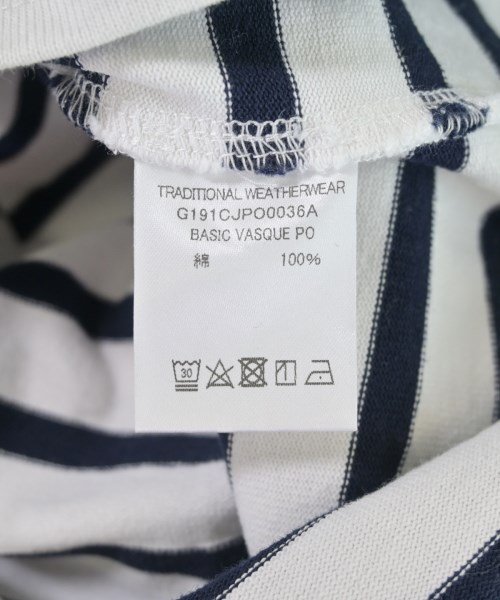 TRADITIONAL WEATHERWEAR
G191CJPO0036A
BASIC VASQUE PO
綿 100%
30